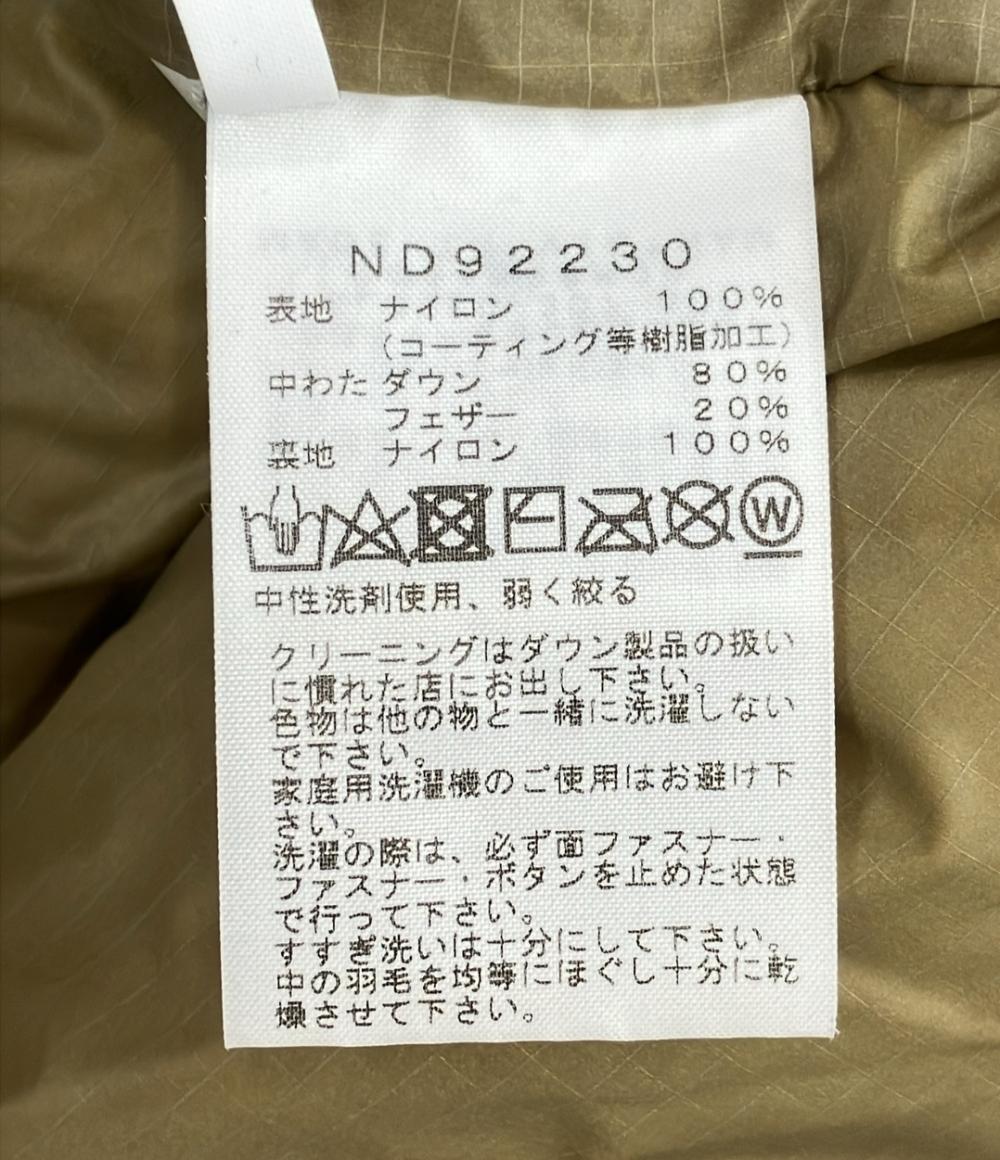 ND92230
表地 ナイロン 100%
(コーティング等樹脂加工)
中わた ダウン 80%
フェザー 20%
裏地 ナイロン 100%
W
中性洗剤使用、弱く絞る
クリーニングはダウン製品の扱い
に慣れた店にお出し下さい。
色物は他の物と一緒に洗濯しない
で下さい。
家庭用洗濯機のご使用はお避け下
さい。
洗濯の際は、必ず面ファスナー・
ファスナー・ボタンを止めた状態
で行って下さい。
すすぎ洗いは十分にして下さい。
中の羽毛を均等にほぐし十分に乾
燥させて下さい。